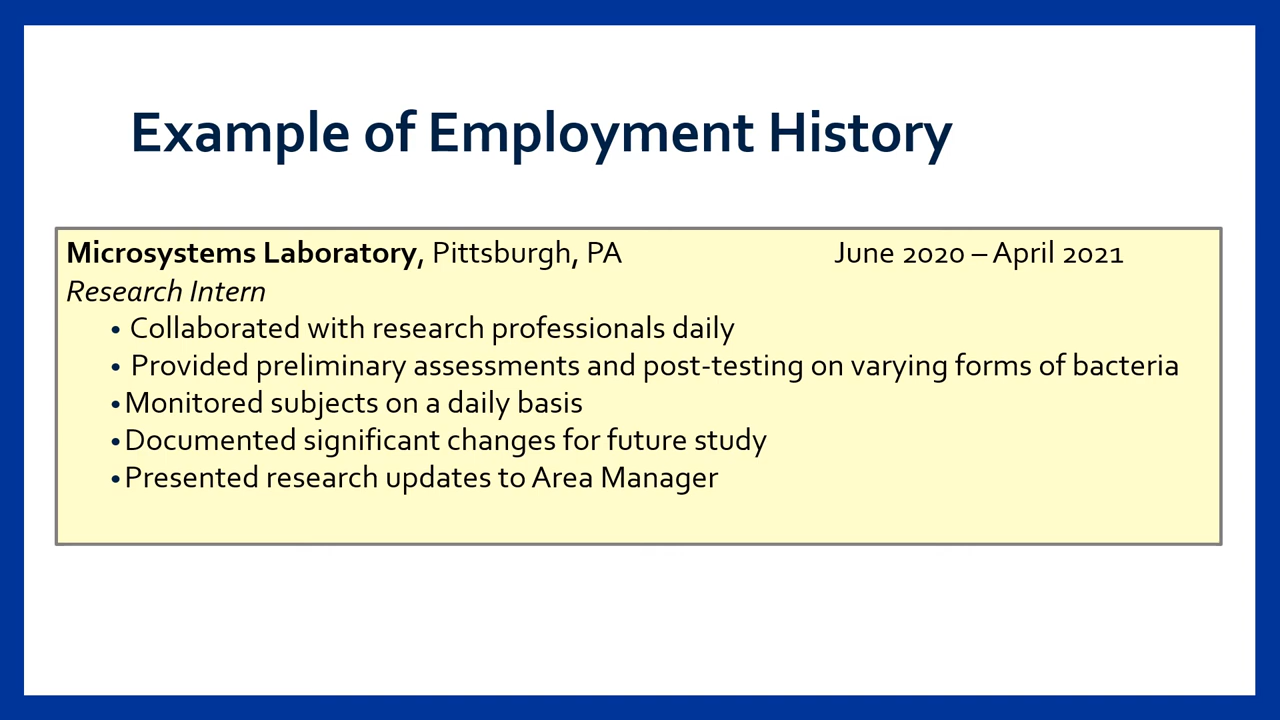 Example of Employment History
Microsystems Laboratory, Pittsburgh, PA June 2020 – April 2021
Research Intern
• Collaborated with research professionals daily
• Provided preliminary assessments and post-testing on varying forms of bacteria
• Monitored subjects on a daily basis
• Documented significant changes for future study
• Presented research updates to Area Manager